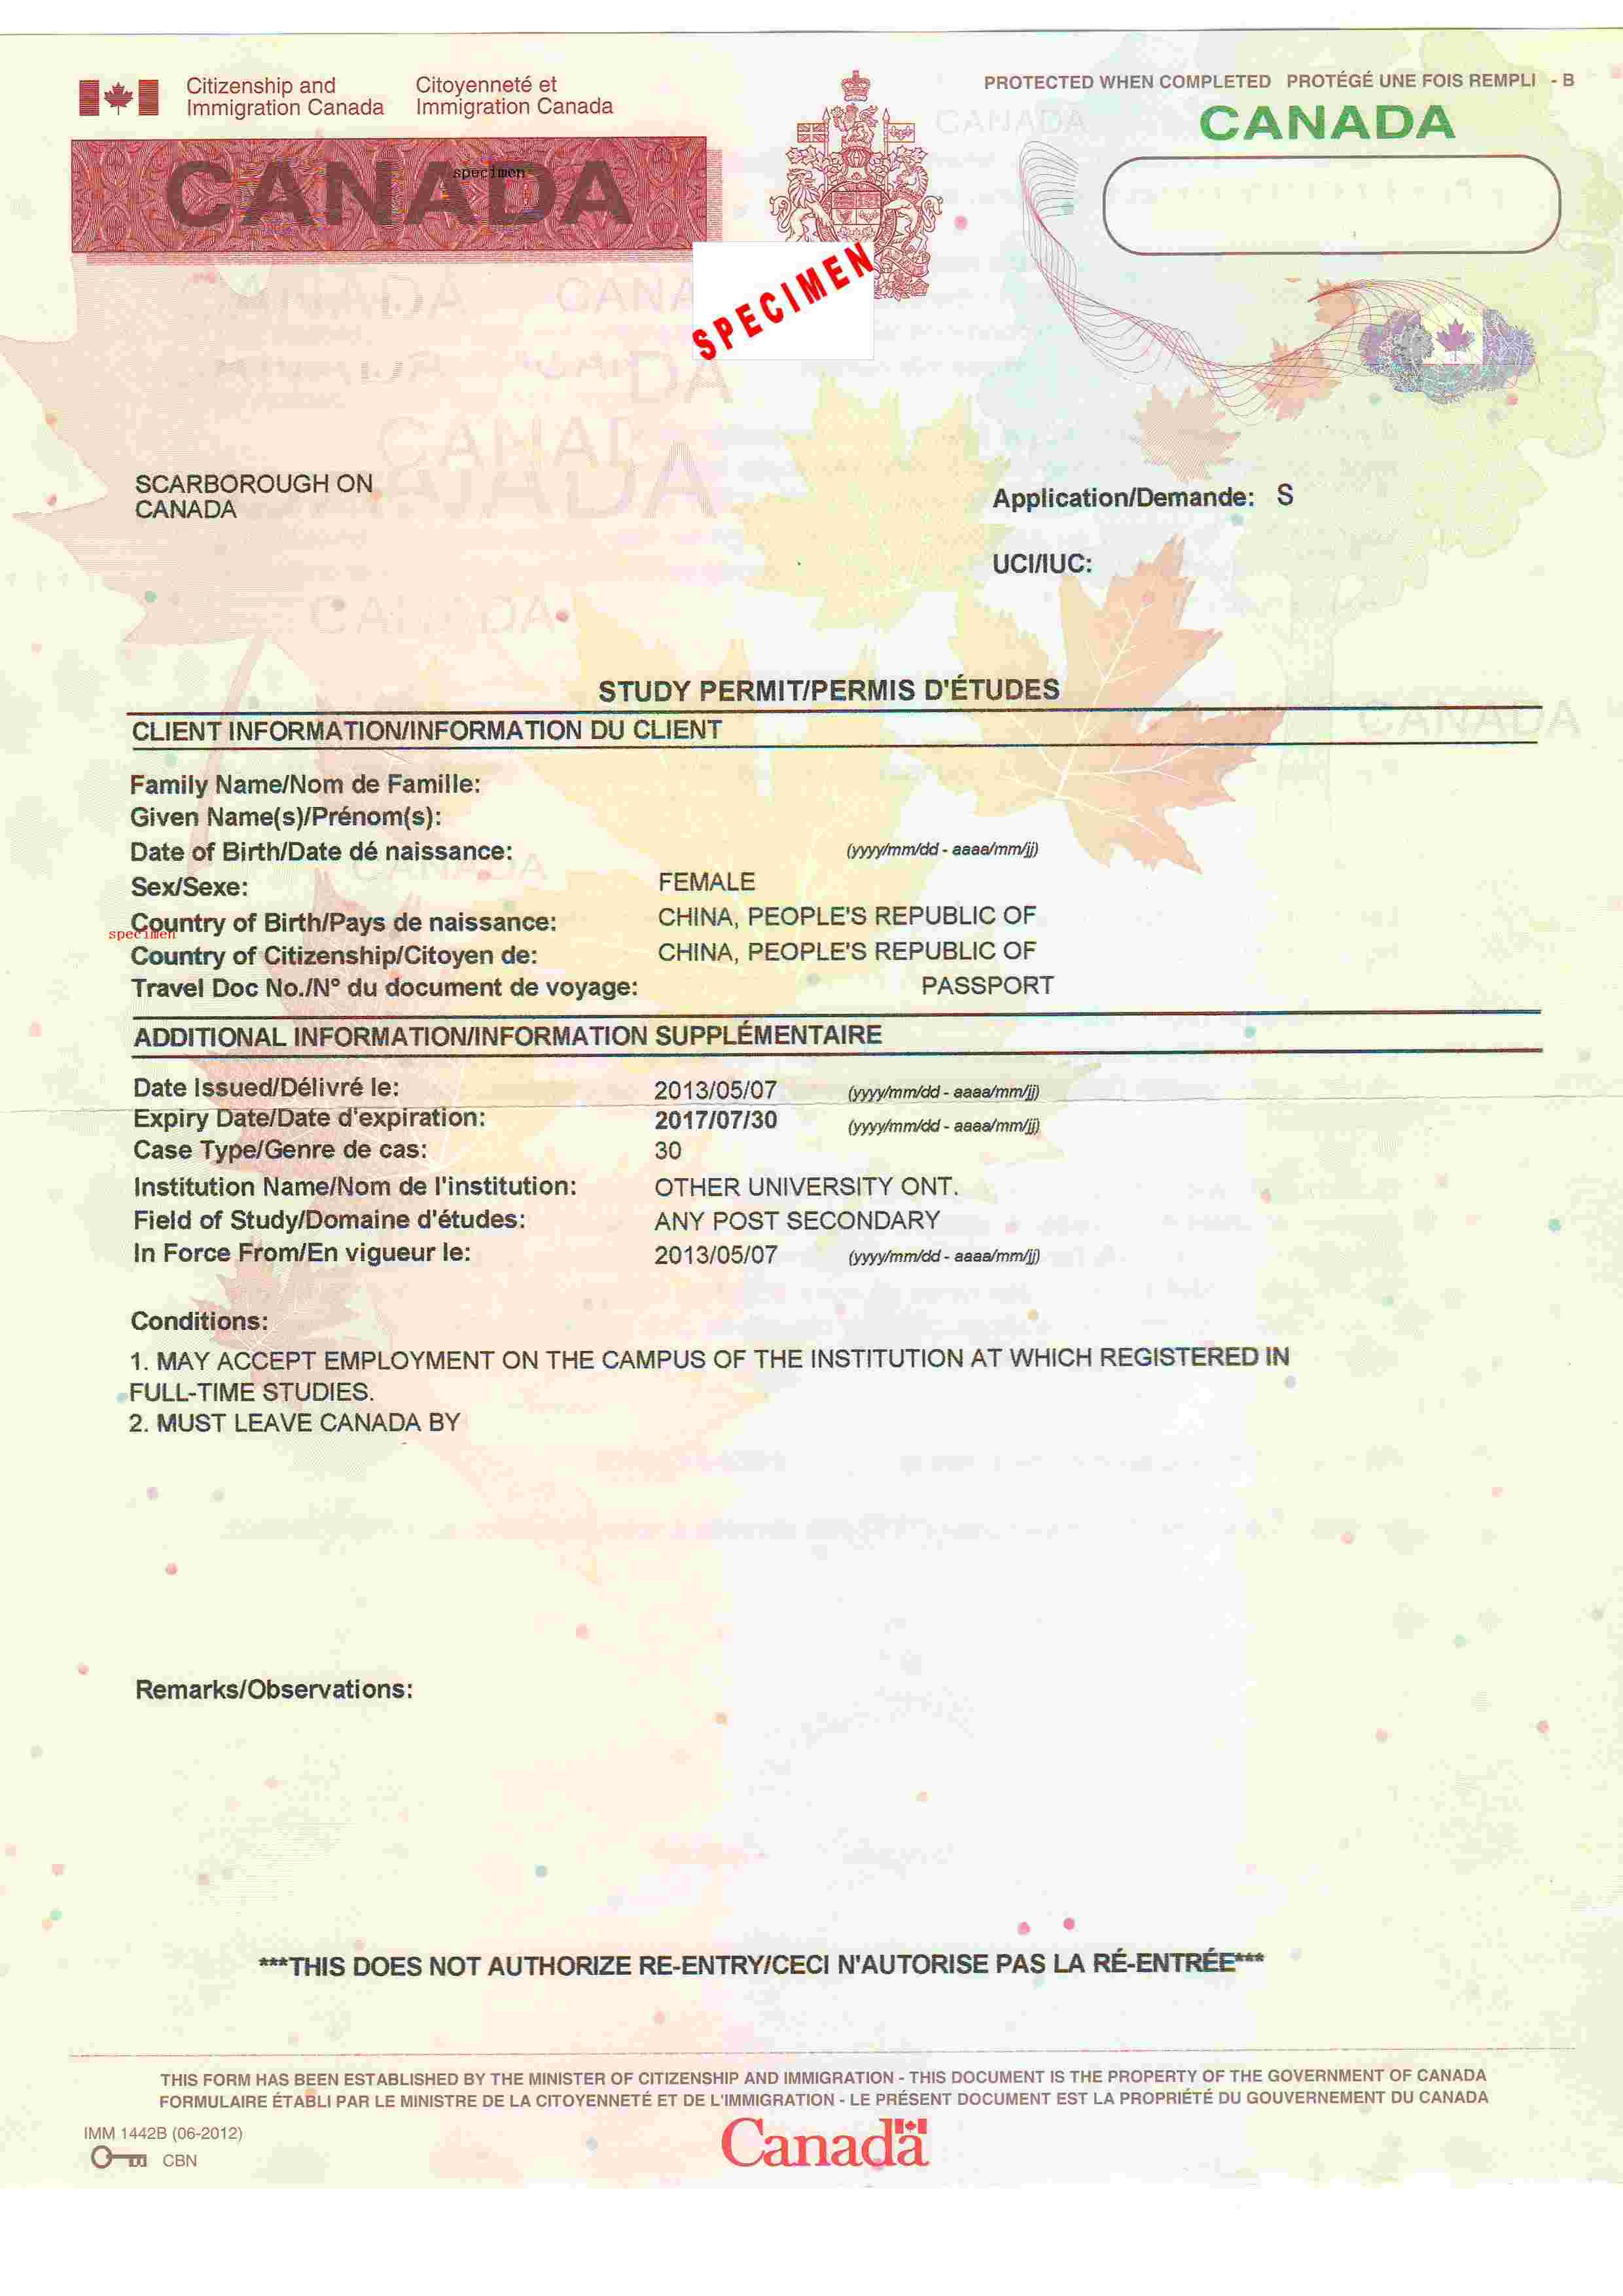 Citizenship and Citoyenneté et
Immigration Canada Immigration Canada
PROTECTED WHEN COMPLETED PROTÉGÉ UNE FOIS REMPLI - B
CANADA
CANADA
specimen
SPECIMEN
SCARBOROUGH ON
CANADA
Application/Demande: S
UCI/IUC:
STUDY PERMIT/PERMIS D'ÉTUDES
CLIENT INFORMATION/INFORMATION DU CLIENT
Family Name/Nom de Famille:
Given Name(s)/Prénom(s):
Date of Birth/Date dé naissance: (yyyy/mm/dd - aaaa/mm/jj)
Sex/Sexe: FEMALE
Country of Birth/Pays de naissance: CHINA, PEOPLE'S REPUBLIC OF
specimen
Country of Citizenship/Citoyen de: CHINA, PEOPLE'S REPUBLIC OF
Travel Doc No./N° du document de voyage: PASSPORT
ADDITIONAL INFORMATION/INFORMATION SUPPLÉMENTAIRE
Date Issued/Délivré le: 2013/05/07 (yyyy/mm/dd - aaaa/mm/jj)
Expiry Date/Date d'expiration: 2017/07/30 (yyyy/mm/dd - aaaa/mm/jj)
Case Type/Genre de cas: 30
Institution Name/Nom de l'institution: OTHER UNIVERSITY ONT.
Field of Study/Domaine d'études: ANY POST SECONDARY
In Force From/En vigueur le: 2013/05/07 (yyyy/mm/dd - aaaa/mm/jj)
Conditions:
1. MAY ACCEPT EMPLOYMENT ON THE CAMPUS OF THE INSTITUTION AT WHICH REGISTERED IN
FULL-TIME STUDIES.
2. MUST LEAVE CANADA BY
Remarks/Observations:
***THIS DOES NOT AUTHORIZE RE-ENTRY/CECI N'AUTORISE PAS LA RÉ-ENTRÉE***
THIS FORM HAS BEEN ESTABLISHED BY THE MINISTER OF CITIZENSHIP AND IMMIGRATION - THIS DOCUMENT IS THE PROPERTY OF THE GOVERNMENT OF CANADA
FORMULAIRE ÉTABLI PAR LE MINISTRE DE LA CITOYENNETÉ ET DE L'IMMIGRATION - LE PRÉSENT DOCUMENT EST LA PROPRIÉTÉ DU GOUVERNEMENT DU CANADA
IMM 1442B (06-2012)
CBN
Canada